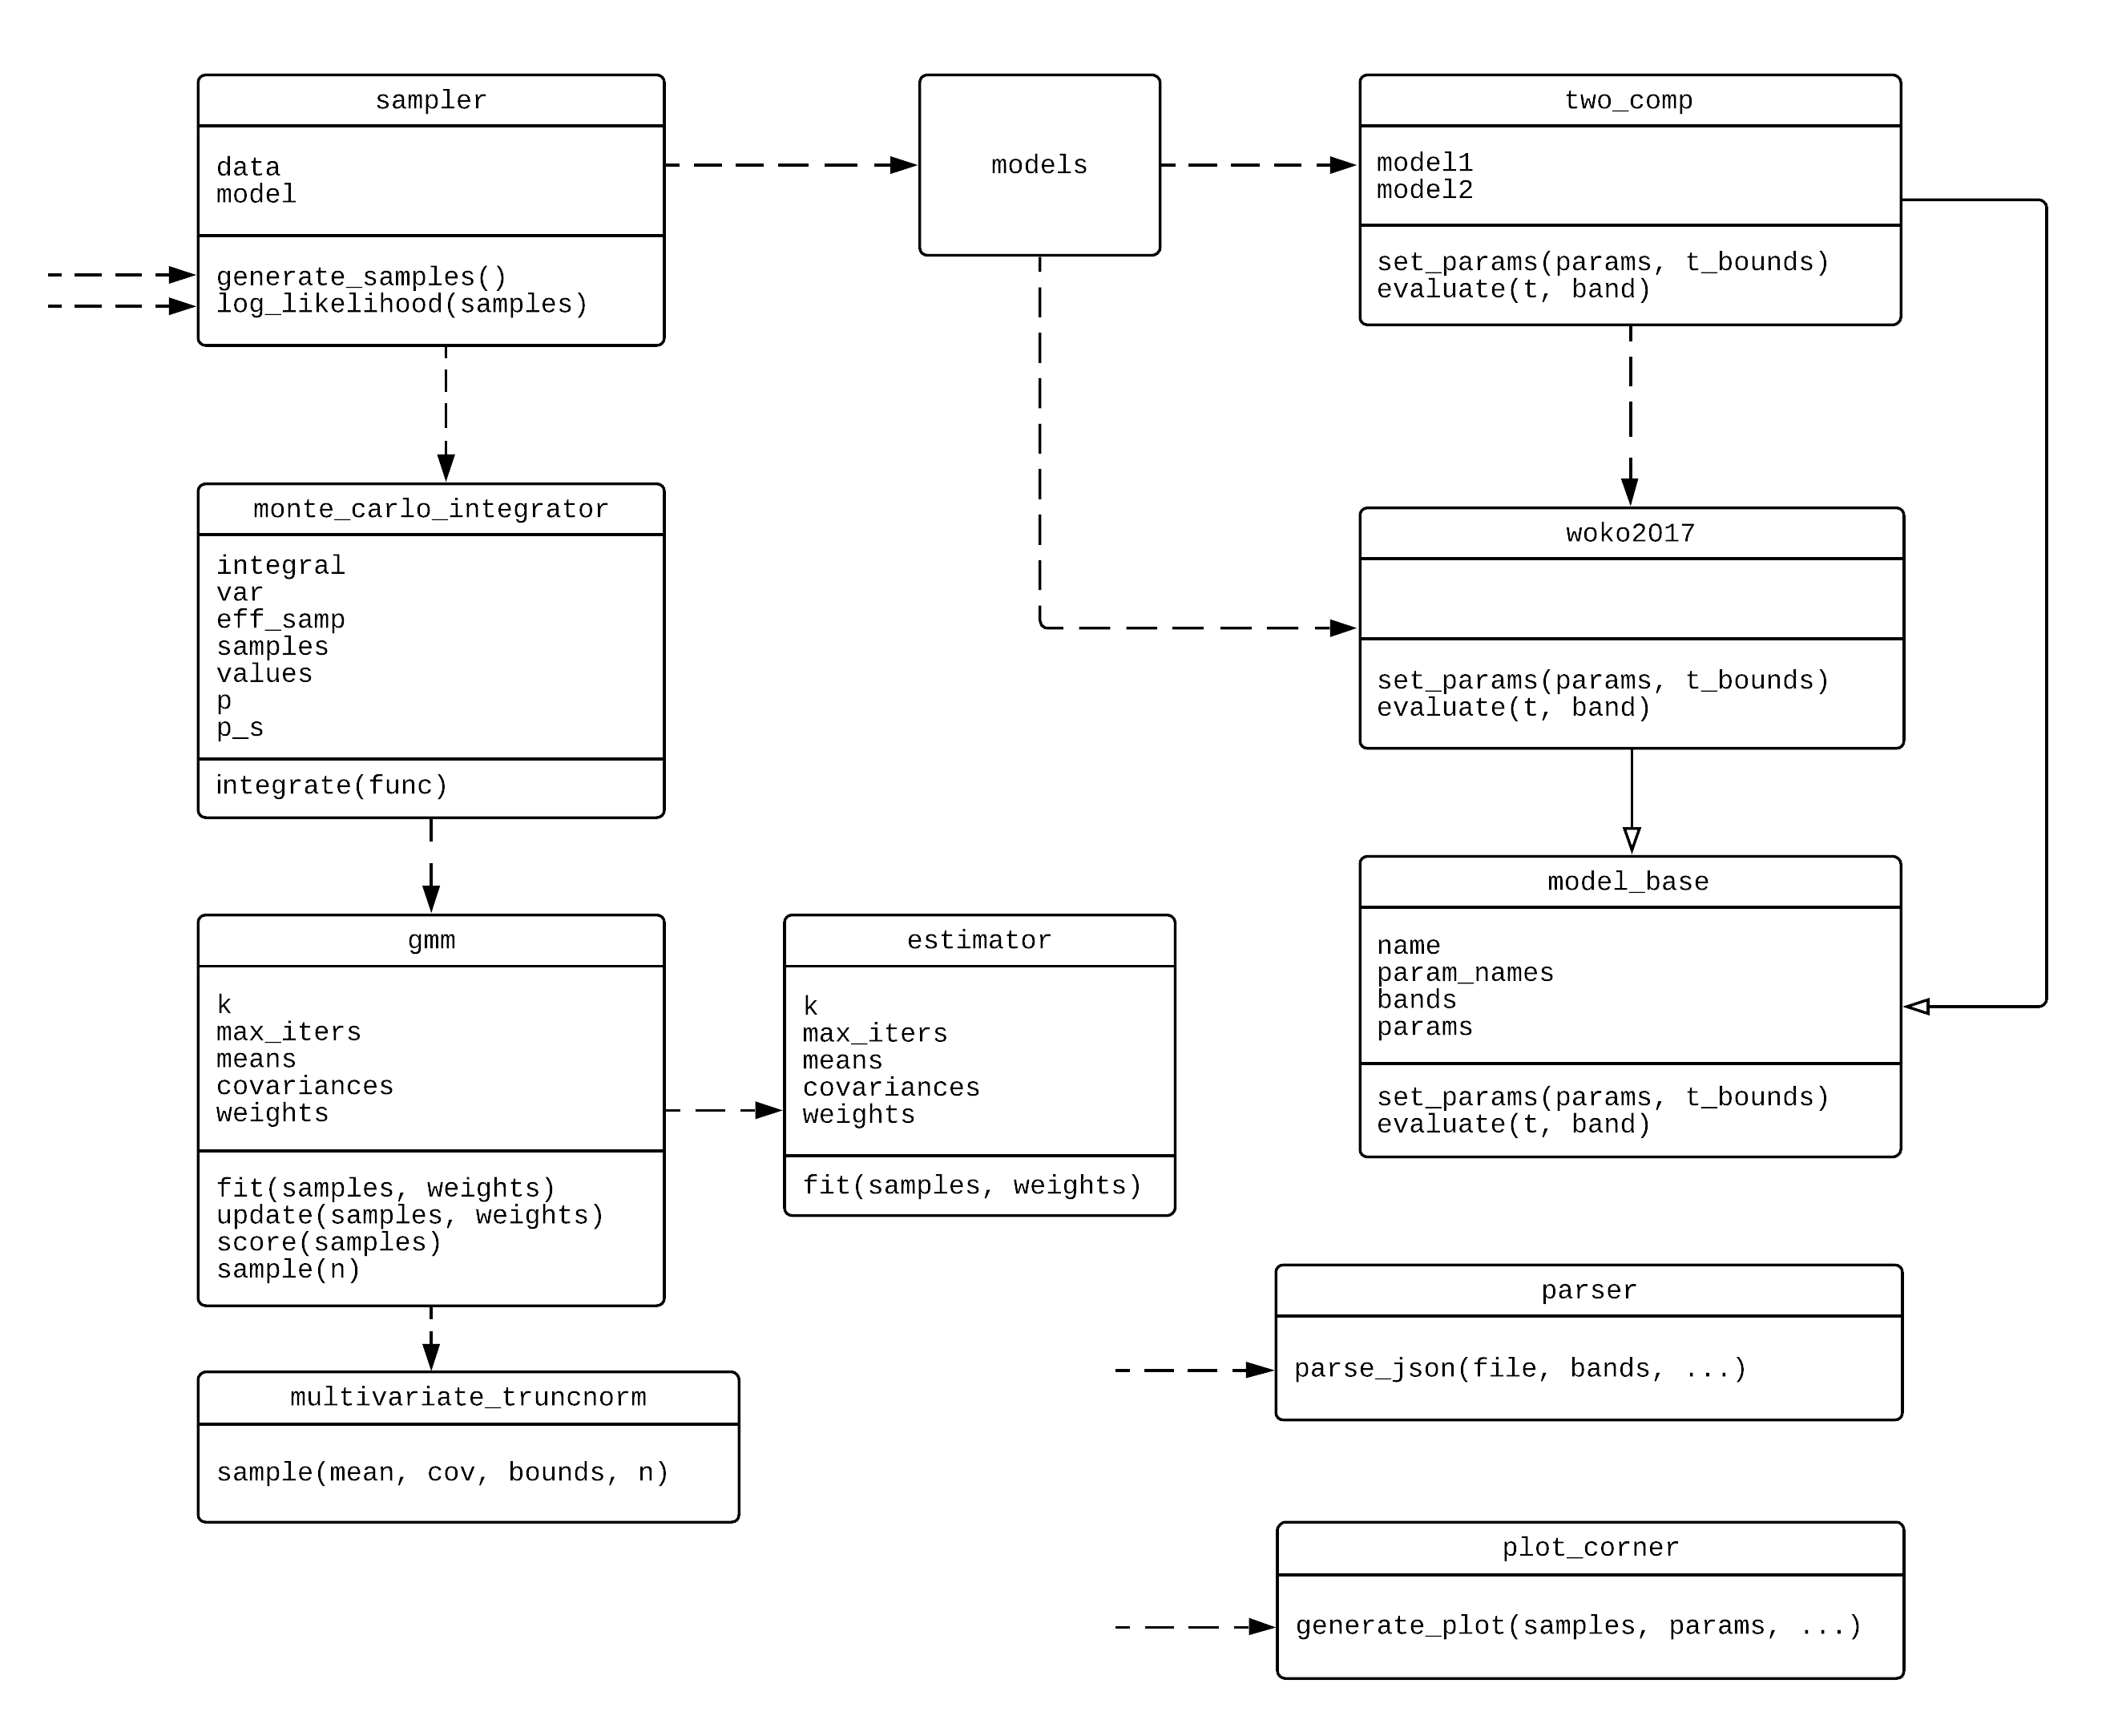 sampler
data
model
generate_samples()
log_likelihood(samples)
models
two_comp
model1
model2
set_params(params, t_bounds)
evaluate(t, band)
monte_carlo_integrator
integral
var
eff_samp
samples
values
p
p_s
integrate(func)
woko2017
set_params(params, t_bounds)
evaluate(t, band)
model_base
name
param_names
bands
params
set_params(params, t_bounds)
evaluate(t, band)
gmm
k
max_iters
means
covariances
weights
fit(samples, weights)
update(samples, weights)
score(samples)
sample(n)
estimator
k
max_iters
means
covariances
weights
fit(samples, weights)
parser
parse_json(file, bands, ...)
multivariate_truncnorm
sample(mean, cov, bounds, n)
plot_corner
generate_plot(samples, params, ...)